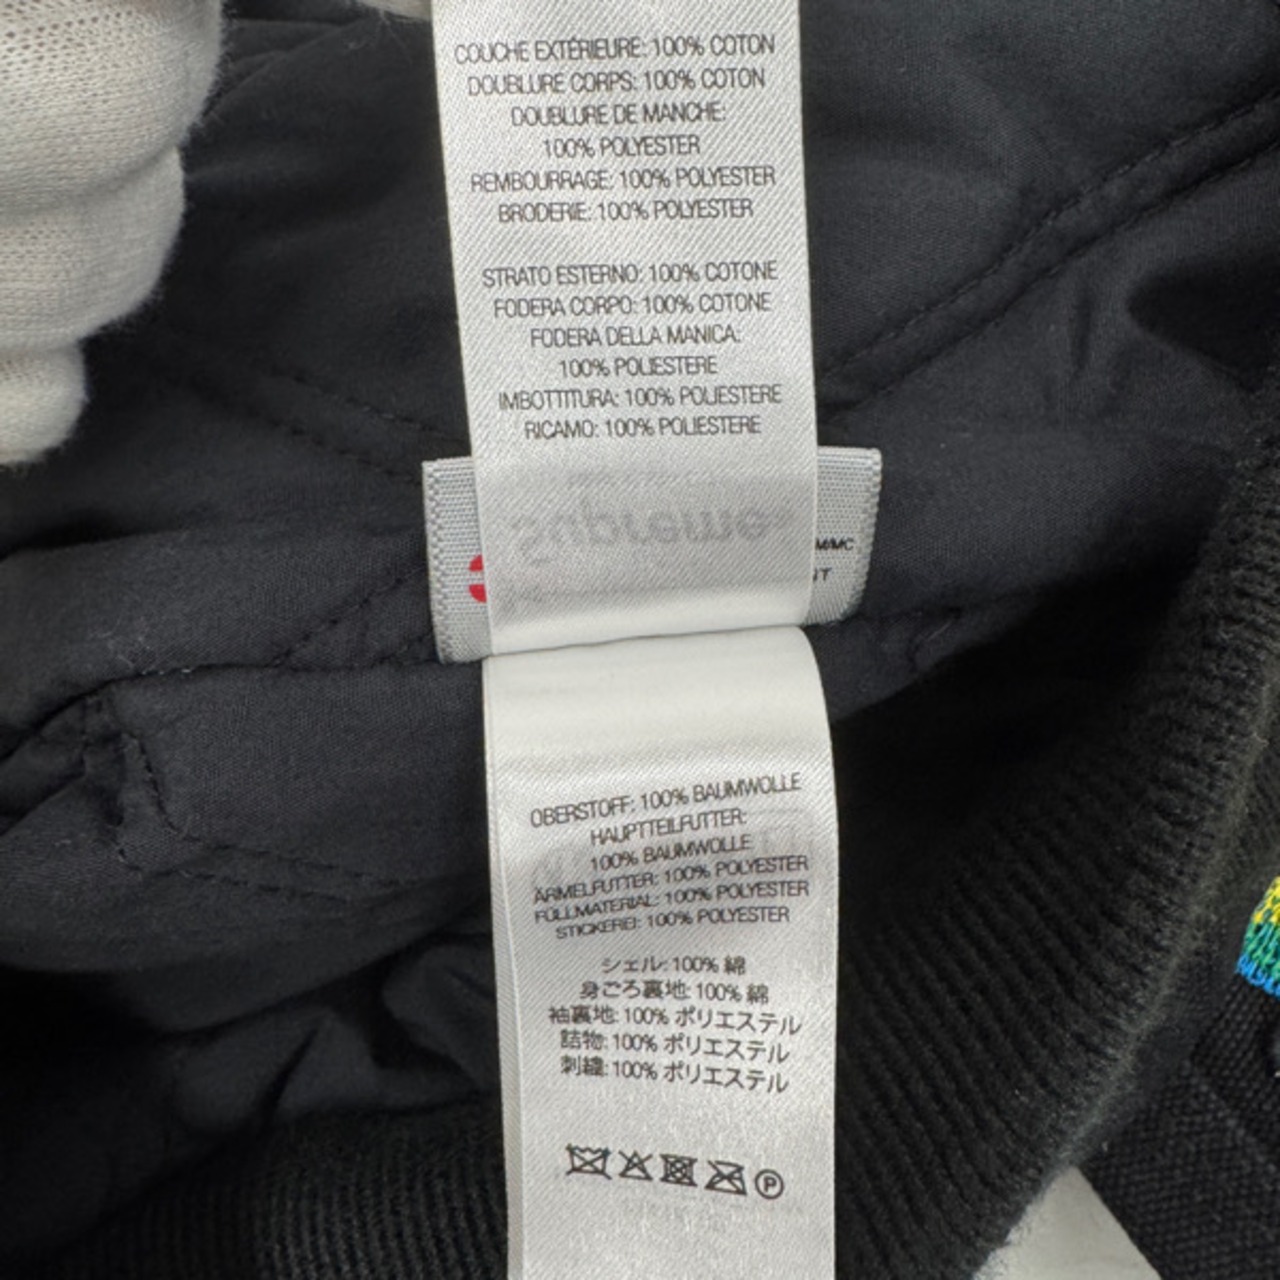 COUCHE EXTÉRIEURE: 100% COTON
DOUBLURE CORPS: 100% COTON
DOUBLURE DE MANCHE:
100% POLYESTER
REMBOURRAGE: 100% POLYESTER
BRODERIE: 100% POLYESTER
STRATO ESTERNO: 100% COTONE
FODERA CORPO: 100% COTONE
FODERA DELLA MANICA:
100% POLIESTERE
IMBOTTITURA: 100% POLIESTERE
RICAMO: 100% POLIESTERE
Supreme
M/MC
OBERSTOFF: 100% BAUMWOLLE
HAUPTTEILFUTTER:
100% BAUMWOLLE
ÄRMELFUTTER: 100% POLYESTER
FÜLLMATERIAL: 100% POLYESTER
STICKEREI: 100% POLYESTER
シェル: 100% 綿
身ごろ裏地: 100% 綿
袖裏地: 100% ポリエステル
詰物: 100% ポリエステル
刺繍: 100% ポリエステル
P